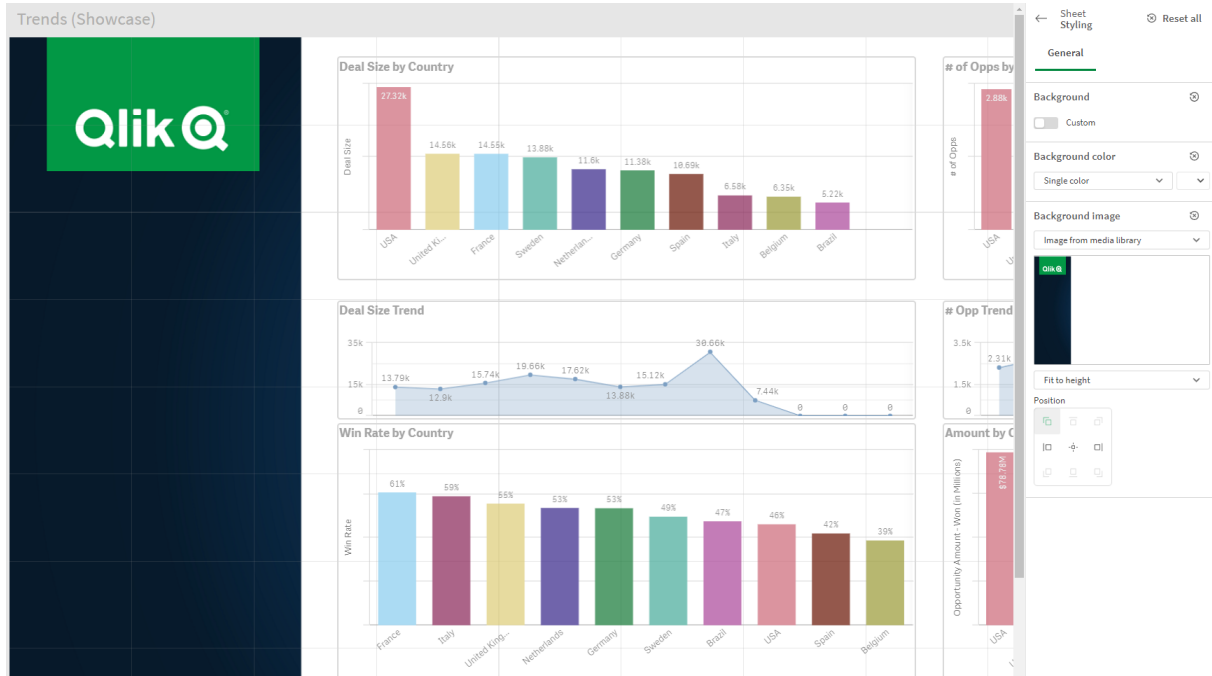 Trends (Showcase)
Qlik
Deal Size by Country
Deal Size
27.32k
14.56k
14.55k
13.88k
11.6k
11.38k
10.69k
6.58k
6.35k
5.22k
USA
United Ki...
France
Sweden
Netherlan...
Germany
Spain
Italy
Belgium
Brazil
# of Opps by
# of Opps
2.88k
USA
Deal Size Trend
35k
15k
0
13.79k
12.9k
15.74k
19.66k
17.62k
13.88k
15.12k
30.66k
7.44k
0
0
0
# Opp Trend
3.5k
1.5k
0
2.31k
Win Rate by Country
Win Rate
61%
59%
55%
53%
53%
49%
47%
46%
42%
39%
France
Italy
United King...
Netherlands
Germany
Sweden
Brazil
USA
Spain
Belgium
Amount by C
Opportunity Amount - Won (in Millions)
$78.78M
USA
Sheet
Styling
Reset all
General
Background
Custom
Background color
Single color
Background image
Image from media library
Qlik
Fit to height
Position